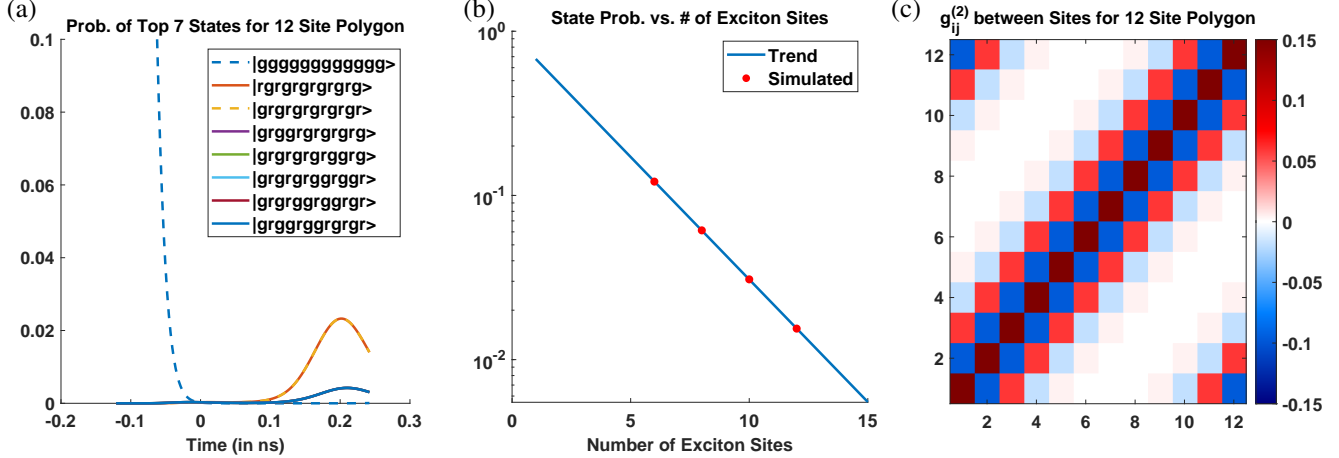 (a)
Prob. of Top 7 States for 12 Site Polygon
0.1
0.08
0.06
0.04
0.02
0
-0.2
-0.1
0
0.1
0.2
0.3
Time (in ns)
|gggggggggggg>
|rgrgrgrgrgrg>
|grgrgrgrgrgr>
|grggrgrgrgrg>
|grgrgrgrggrg>
|grgrgrggrggr>
|grgrggrggrgr>
|grggrggrgrgr>
(b)
State Prob. vs. # of Exciton Sites
10^0
10^-1
10^-2
0
5
10
15
Number of Exciton Sites
Trend
Simulated
(c)
g_{ij}^{(2)} between Sites for 12 Site Polygon
12
10
8
6
4
2
2
4
6
8
10
12
0.15
0.1
0.05
0
-0.05
-0.1
-0.15